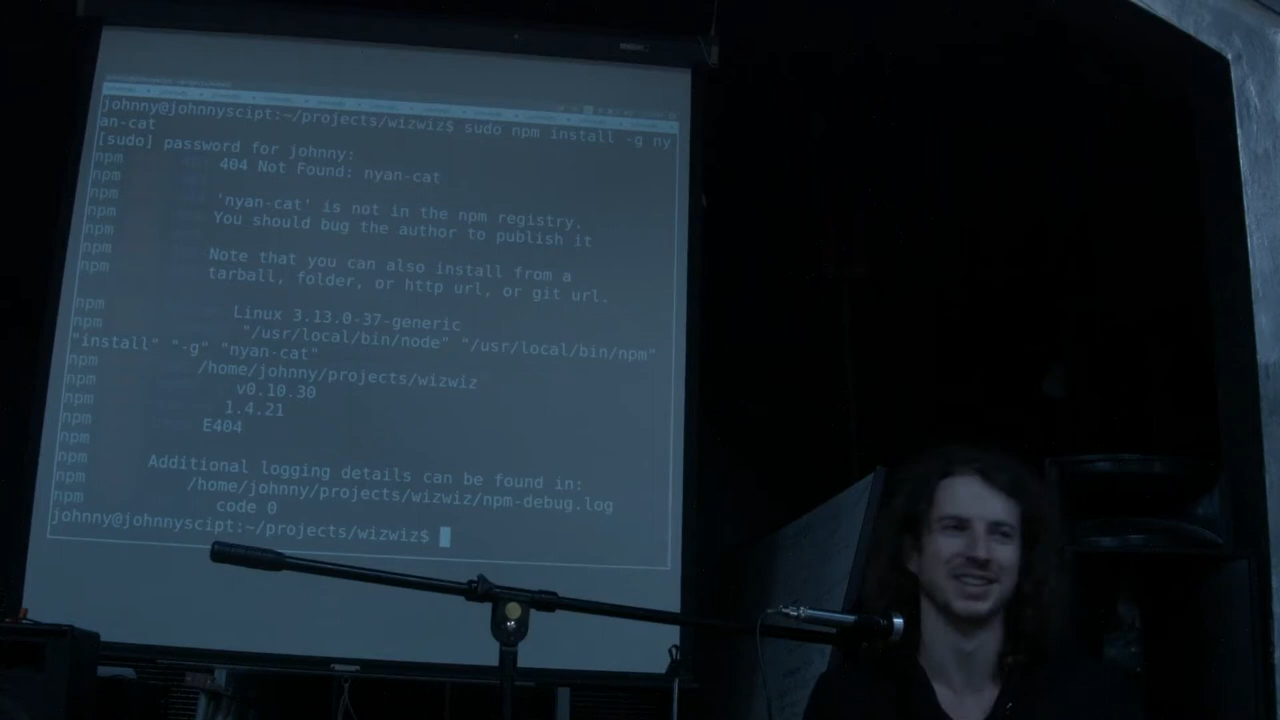 johnny@johnnyscipt:~/projects/wizwiz$ sudo npm install -g ny
an-cat
[sudo] password for johnny:
npm 404 Not Found: nyan-cat
npm
npm 'nyan-cat' is not in the npm registry.
npm You should bug the author to publish it
npm
npm Note that you can also install from a
npm tarball, folder, or http url, or git url.
npm Linux 3.13.0-37-generic
npm "/usr/local/bin/node" "/usr/local/bin/npm"
"install" "-g" "nyan-cat"
npm /home/johnny/projects/wizwiz
npm v0.10.30
npm 1.4.21
npm E404
npm
npm Additional logging details can be found in:
npm /home/johnny/projects/wizwiz/npm-debug.log
npm code 0
johnny@johnnyscipt:~/projects/wizwiz$